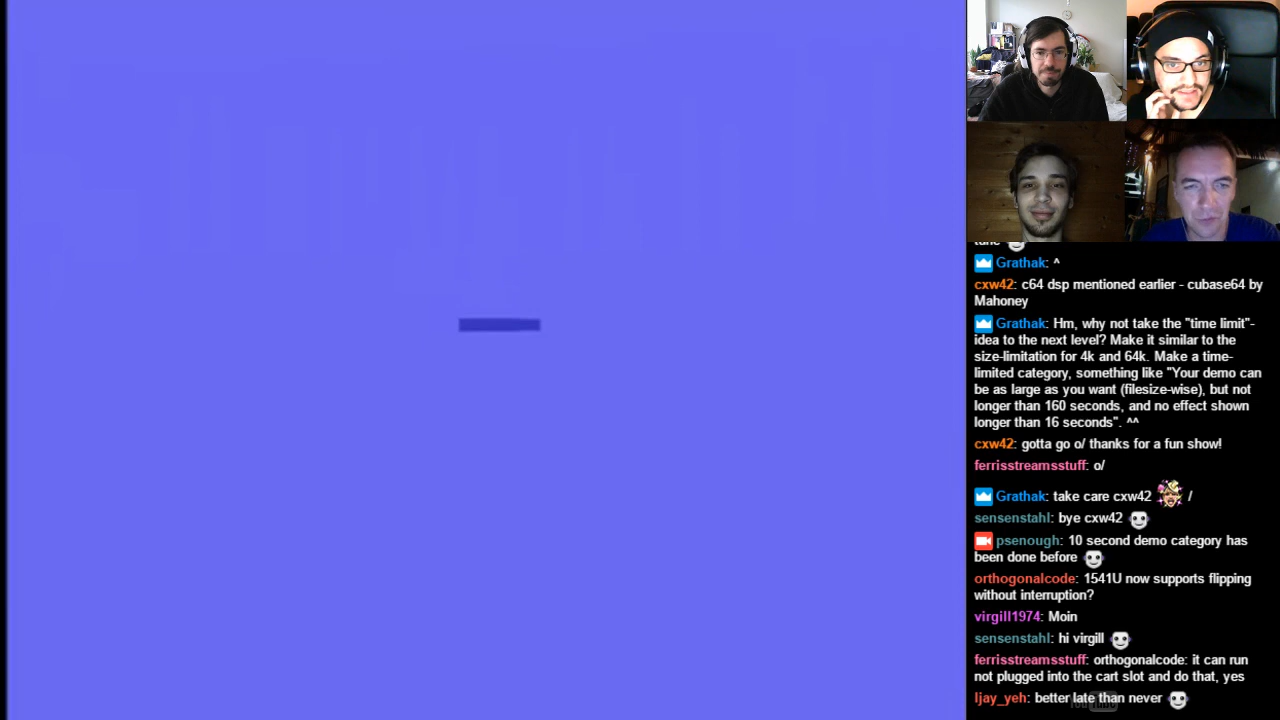 Grathak: ^
cxw42: c64 dsp mentioned earlier - cubase64 by
Mahoney
Grathak: Hm, why not take the "time limit"-
idea to the next level? Make it similar to the
size-limitation for 4k and 64k. Make a time-
limited category, something like "Your demo can
be as large as you want (filesize-wise), but not
longer than 160 seconds, and no effect shown
longer than 16 seconds". ^^
cxw42: gotta go o/ thanks for a fun show!
ferrisstreamsstuff: o/
Grathak: take care cxw42 /
sensenstahl: bye cxw42
psenough: 10 second demo category has
been done before
orthogonalcode: 1541U now supports flipping
without interruption?
virgill1974: Moin
sensenstahl: hi virgill
ferrisstreamsstuff: orthogonalcode: it can run
not plugged into the cart slot and do that, yes
ljay_yeh: better late than never